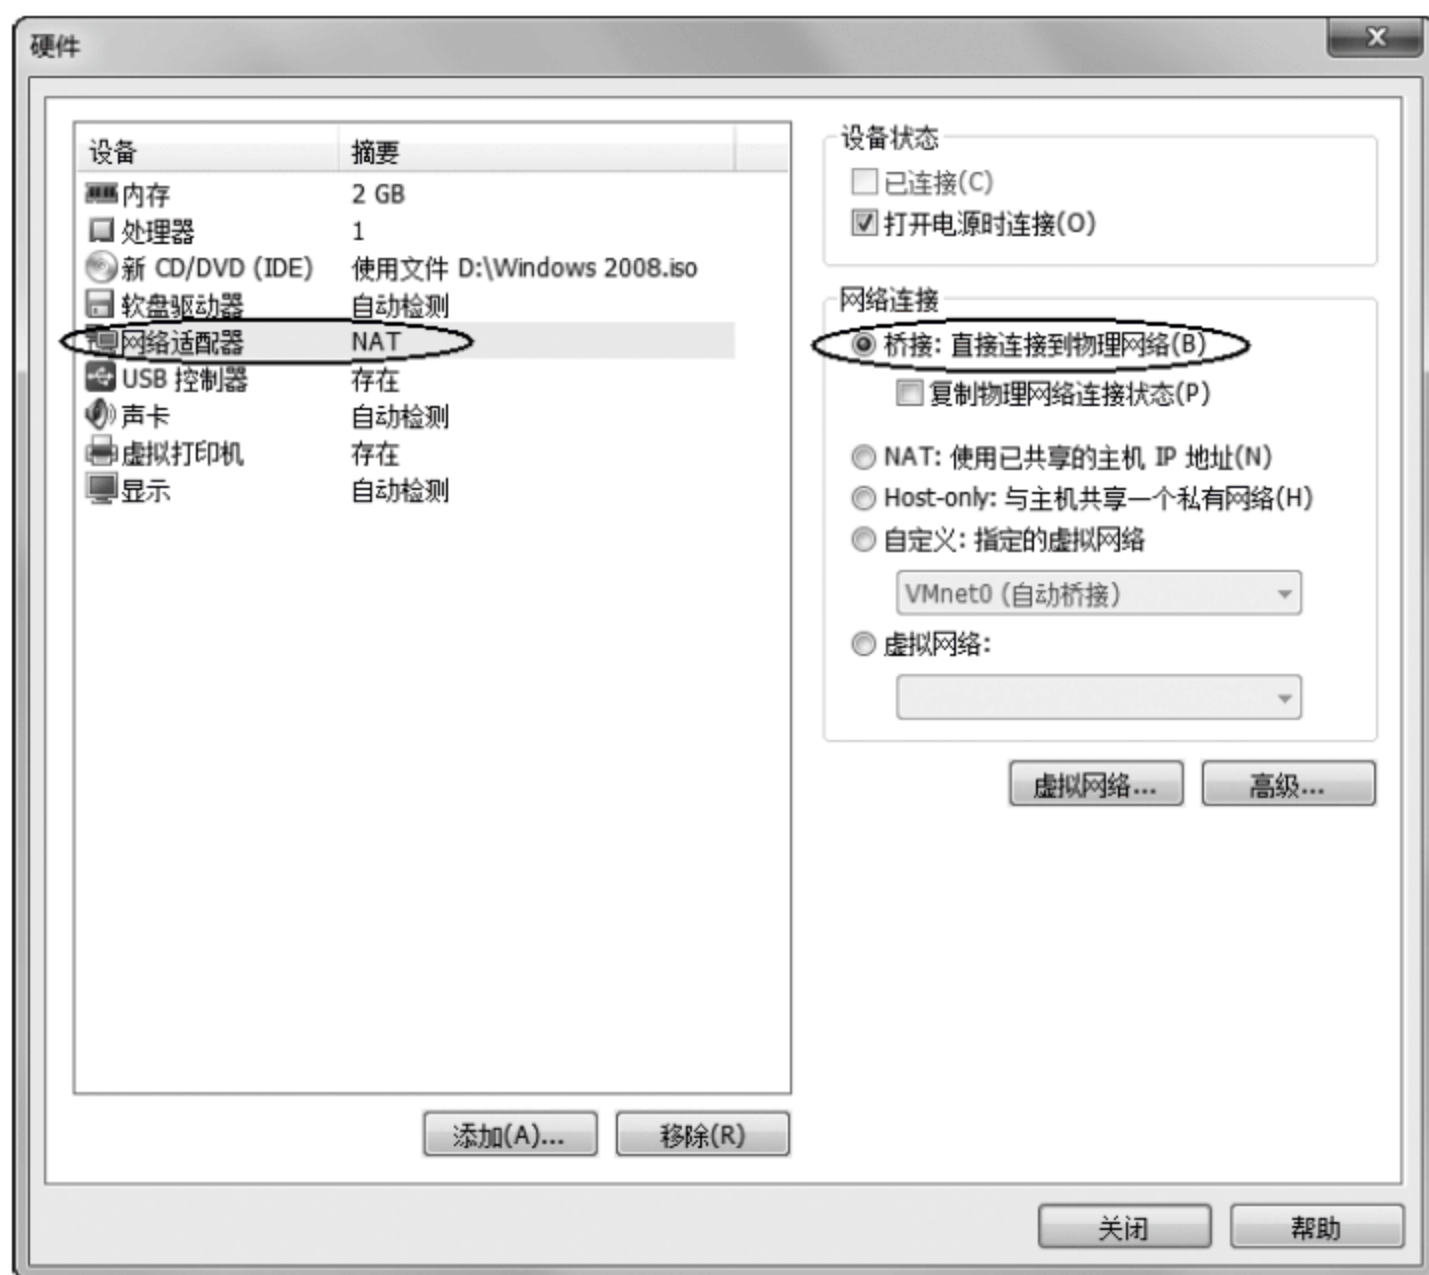 硬件
设备 摘要
内存 2 GB
处理器 1
新 CD/DVD (IDE) 使用文件 D:\Windows 2008.iso
软盘驱动器 自动检测
网络适配器 NAT
USB 控制器 存在
声卡 自动检测
虚拟打印机 存在
显示 自动检测
添加(A)... 移除(R)
设备状态
已连接(C)
打开电源时连接(O)
网络连接
桥接: 直接连接到物理网络(B)
复制物理网络连接状态(P)
NAT: 使用已共享的主机 IP 地址(N)
Host-only: 与主机共享一个私有网络(H)
自定义: 指定的虚拟网络
VMnet0 (自动桥接)
虚拟网络:
虚拟网络... 高级...
关闭 帮助